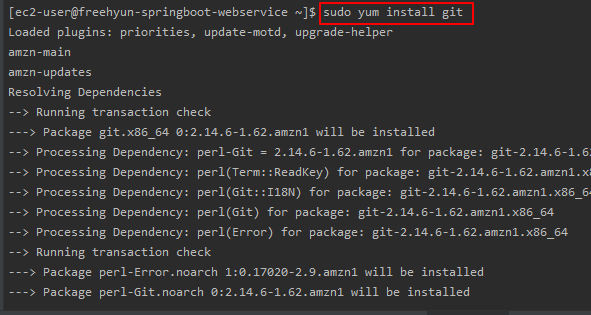 [ec2-user@freehyun-springboot-webservice ~]$ sudo yum install git
Loaded plugins: priorities, update-motd, upgrade-helper
amzn-main
amzn-updates
Resolving Dependencies
--> Running transaction check
---> Package git.x86_64 0:2.14.6-1.62.amzn1 will be installed
--> Processing Dependency: perl-Git = 2.14.6-1.62.amzn1 for package: git-2.14.6-1.62
--> Processing Dependency: perl(Term::ReadKey) for package: git-2.14.6-1.62.amzn1.x8
--> Processing Dependency: perl(Git::I18N) for package: git-2.14.6-1.62.amzn1.x86_64
--> Processing Dependency: perl(Git) for package: git-2.14.6-1.62.amzn1.x86_64
--> Processing Dependency: perl(Error) for package: git-2.14.6-1.62.amzn1.x86_64
--> Running transaction check
---> Package perl-Error.noarch 1:0.17020-2.9.amzn1 will be installed
---> Package perl-Git.noarch 0:2.14.6-1.62.amzn1 will be installed